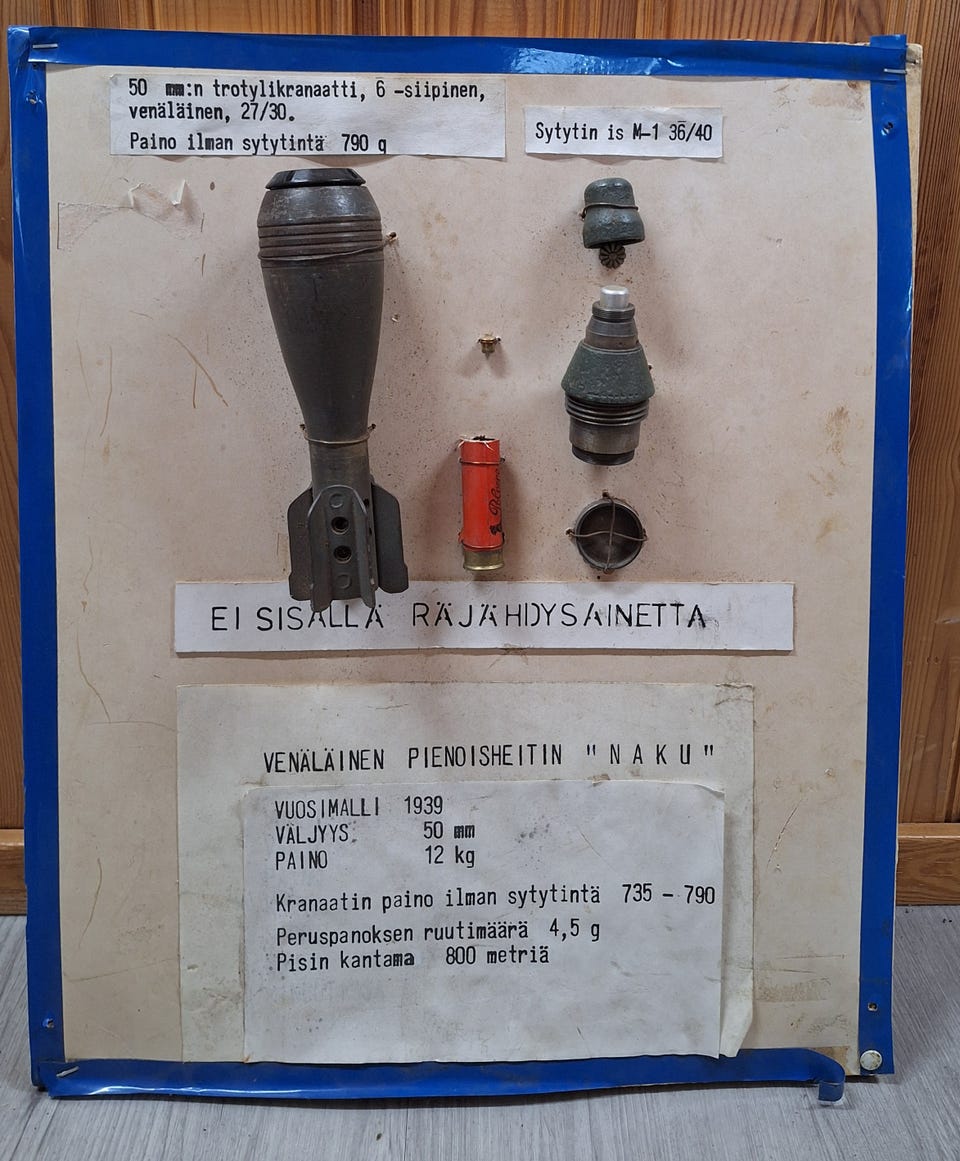 50 mm:n trotylikranaatti, 6 -siipinen,
venäläinen, 27/30.
Paino ilman sytytintä 790 g
Sytytin is M-1 36/40
EI SISÄLLÄ RÄJÄHDYSAINETTA
VENÄLÄINEN PIENOISHEITIN "NAKU"
VUOSIMALLI 1939
VÄLJYYS 50 mm
PAINO 12 kg
Kranaatin paino ilman sytytintä 735 - 790
Peruspanoksen ruutimäärä 4,5 g
Pisin kantama 800 metriä